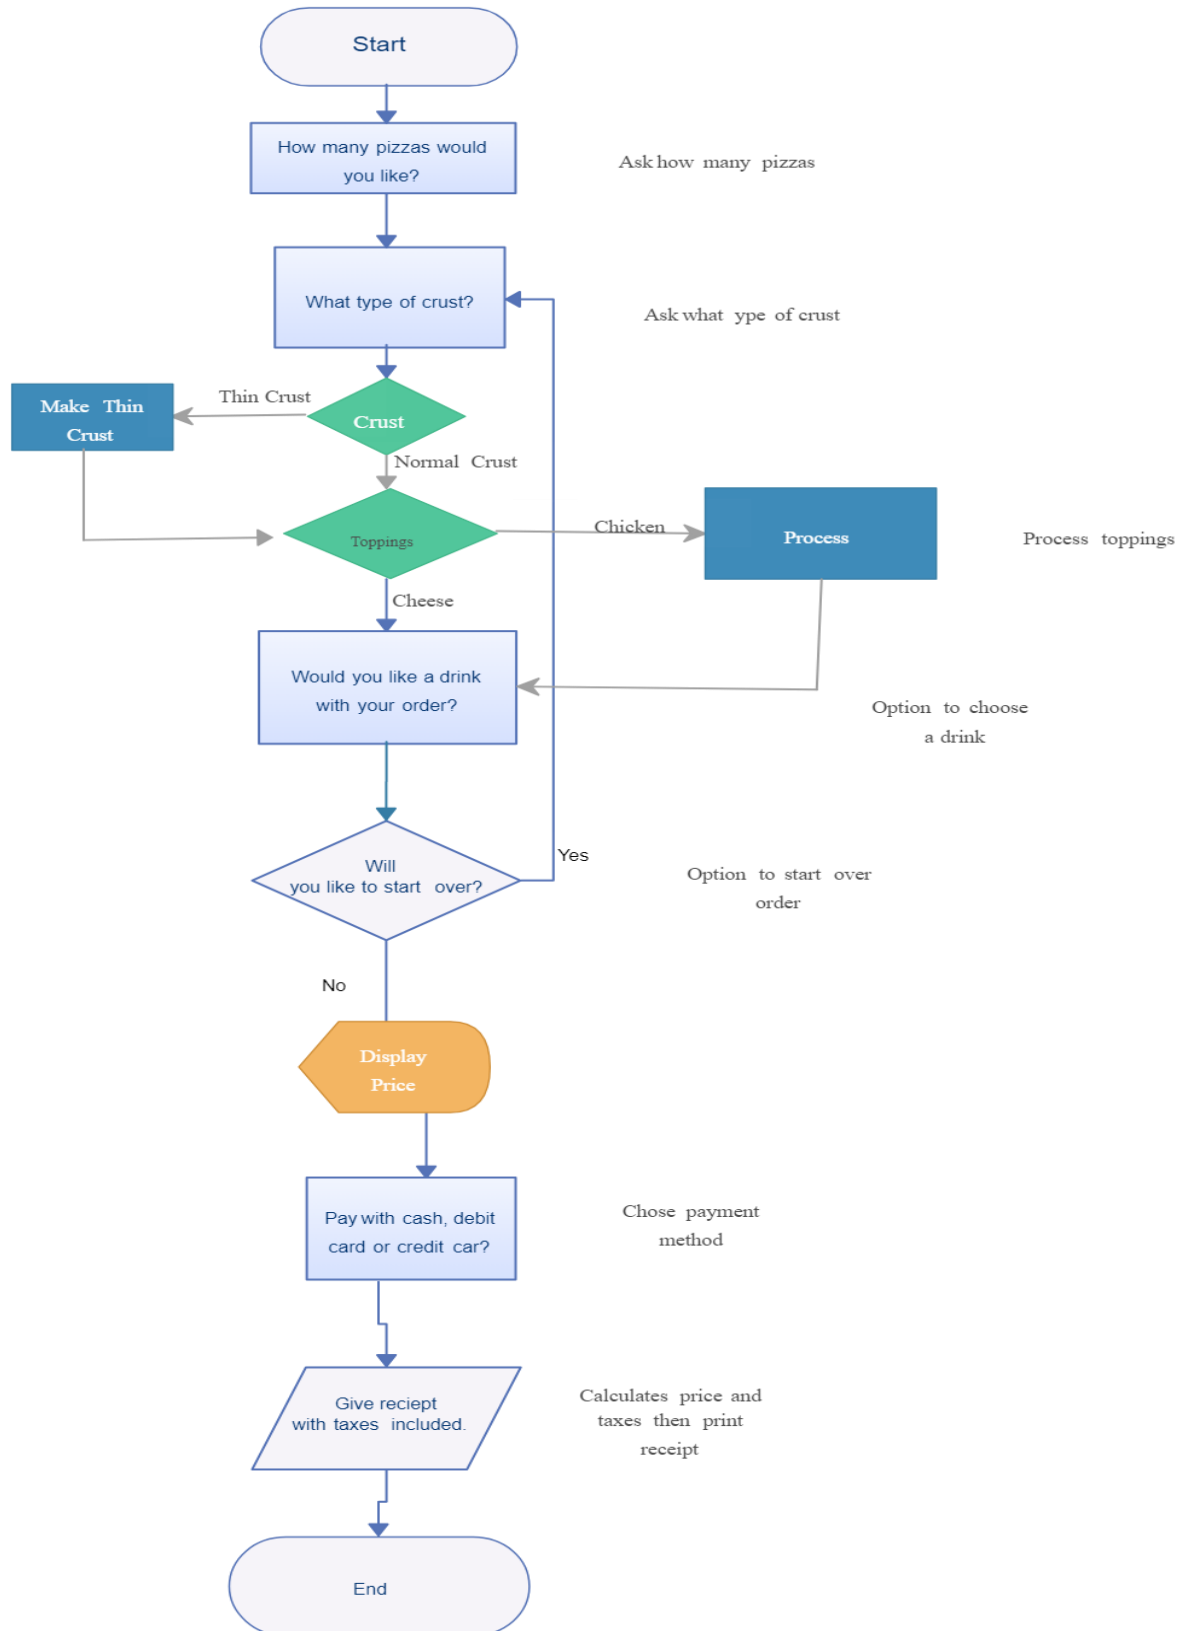 Start
How many pizzas would
you like?
Ask how many pizzas
What type of crust?
Ask what ype of crust
Thin Crust
Make Thin
Crust
Crust
Normal Crust
Toppings
Chicken
Process
Process toppings
Cheese
Would you like a drink
with your order?
Option to choose
a drink
Yes
Will
you like to start over?
Option to start over
order
No
Display
Price
Pay with cash, debit
card or credit car?
Chose payment
method
Give reciept
with taxes included.
Calculates price and
taxes then print
receipt
End